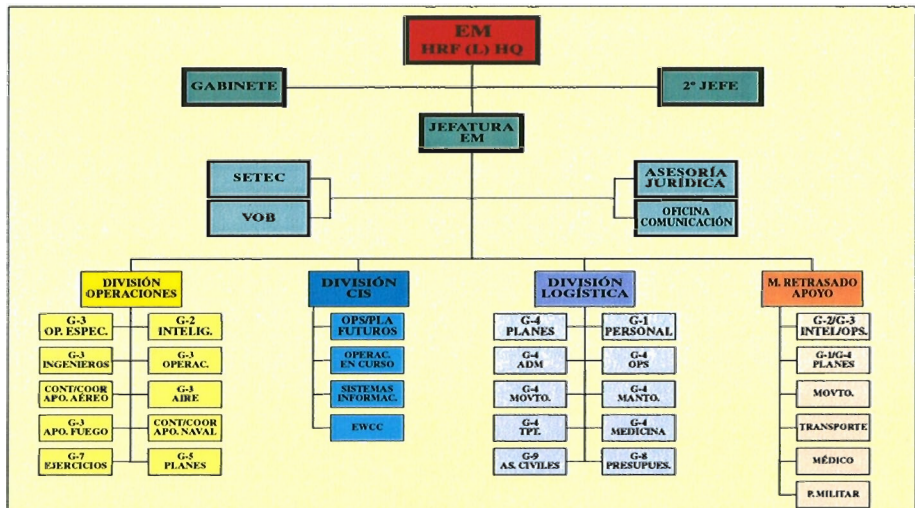 EM
HRF (L) HQ
GABINETE
2º JEFE
JEFATURA
EM
SETEC
ASESORÍA
JURÍDICA
VOB
OFICINA
COMUNICACIÓN
DIVISIÓN
OPERACIONES
DIVISIÓN
CIS
DIVISIÓN
LOGÍSTICA
M. RETRASADO
APOYO
G-3
OP. ESPEC.
G-2
INTELIG.
G-3
INGENIEROS
G-3
OPERAC.
CONT/COOR
APO. AÉREO
G-3
AIRE
G-3
APO. FUEGO
CONT/COOR
APO. NAVAL
G-7
EJERCICIOS
G-5
PLANES
OPS/PLA
FUTUROS
OPERAC.
EN CURSO
SISTEMAS
INFORMAC.
EWCC
G-4
PLANES
G-1
PERSONAL
G-4
ADM
G-4
OPS
G-4
MOVTO.
G-4
MANTO.
G-4
TPT.
G-4
MEDICINA
G-9
AS. CIVILES
G-8
PRESUPUES.
G-2/G-3
INTEL/OPS.
G-1/G-4
PLANES
MOVTO.
TRANSPORTE
MÉDICO
P. MILITAR